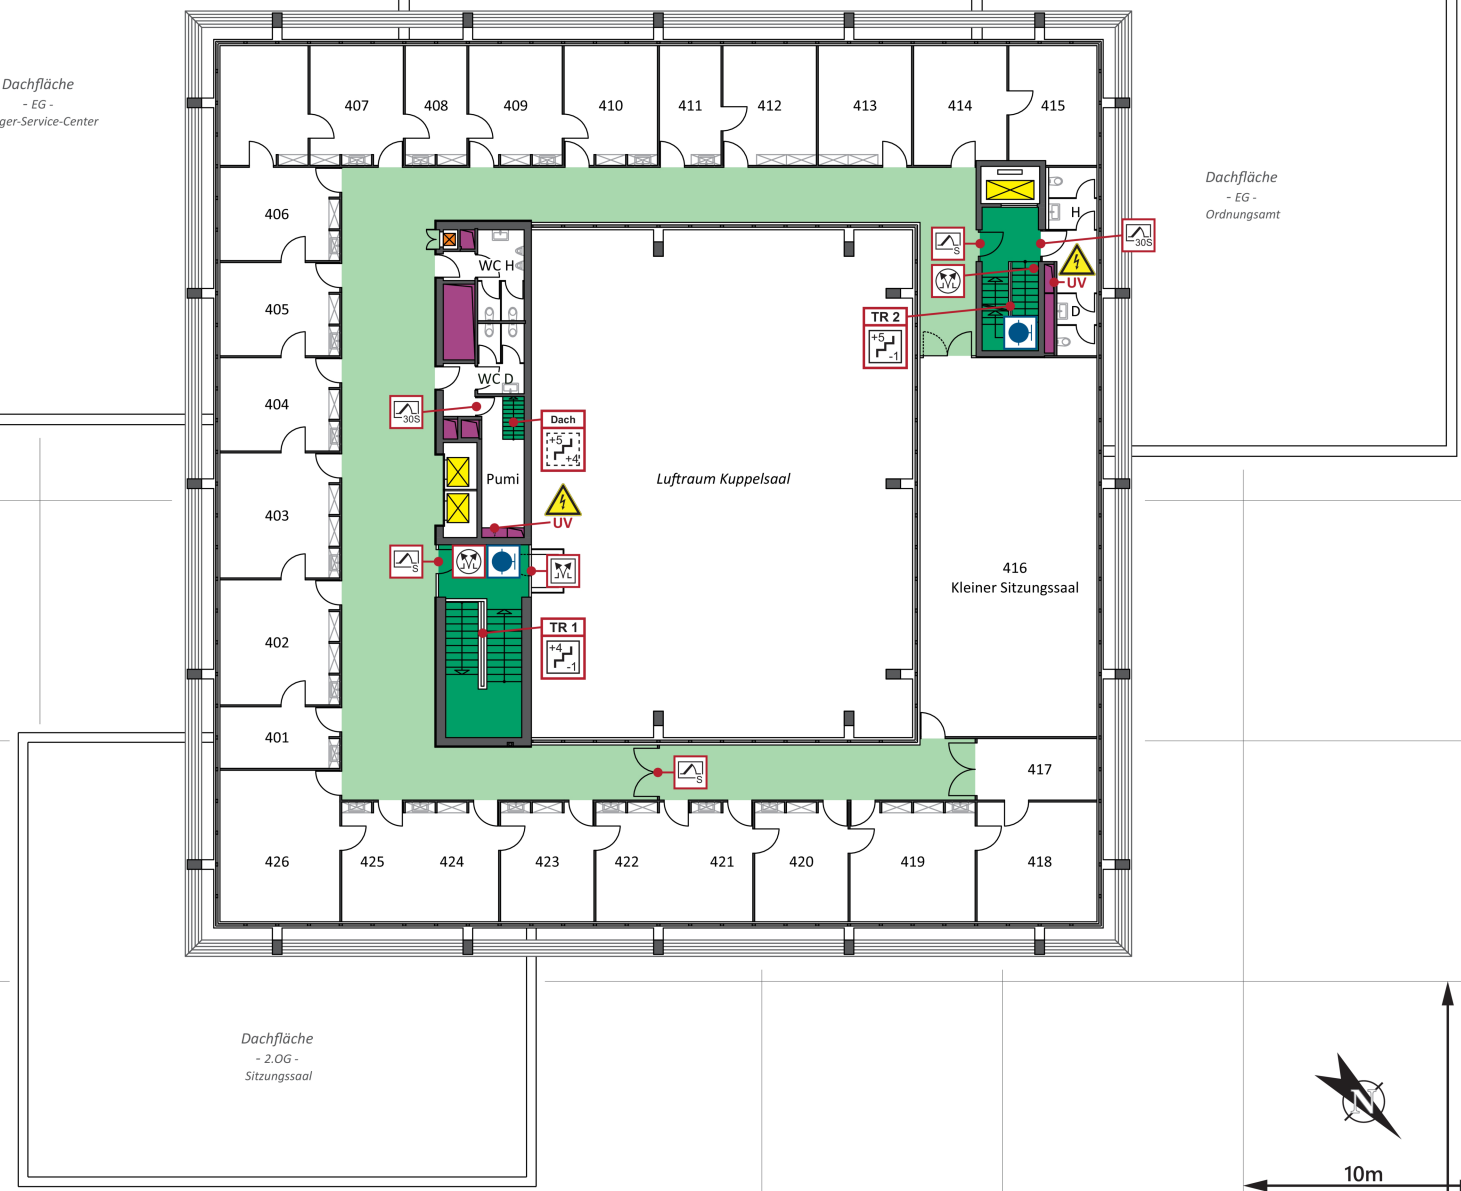 Dachfläche
- EG -
ger-Service-Center
407
408
409
410
411
412
413
414
415
406
405
404
403
402
401
WC H
WC D
30S
Dach
+5
+4
Pumi
UV
S
TR 1
+4
-1
Luftraum Kuppelsaal
S
TR 2
+5
-1
H
30S
UV
D
Dachfläche
- EG -
Ordnungsamt
416
Kleiner Sitzungssaal
S
417
426
425
424
423
422
421
420
419
418
Dachfläche
- 2.OG -
Sitzungssaal
N
10m